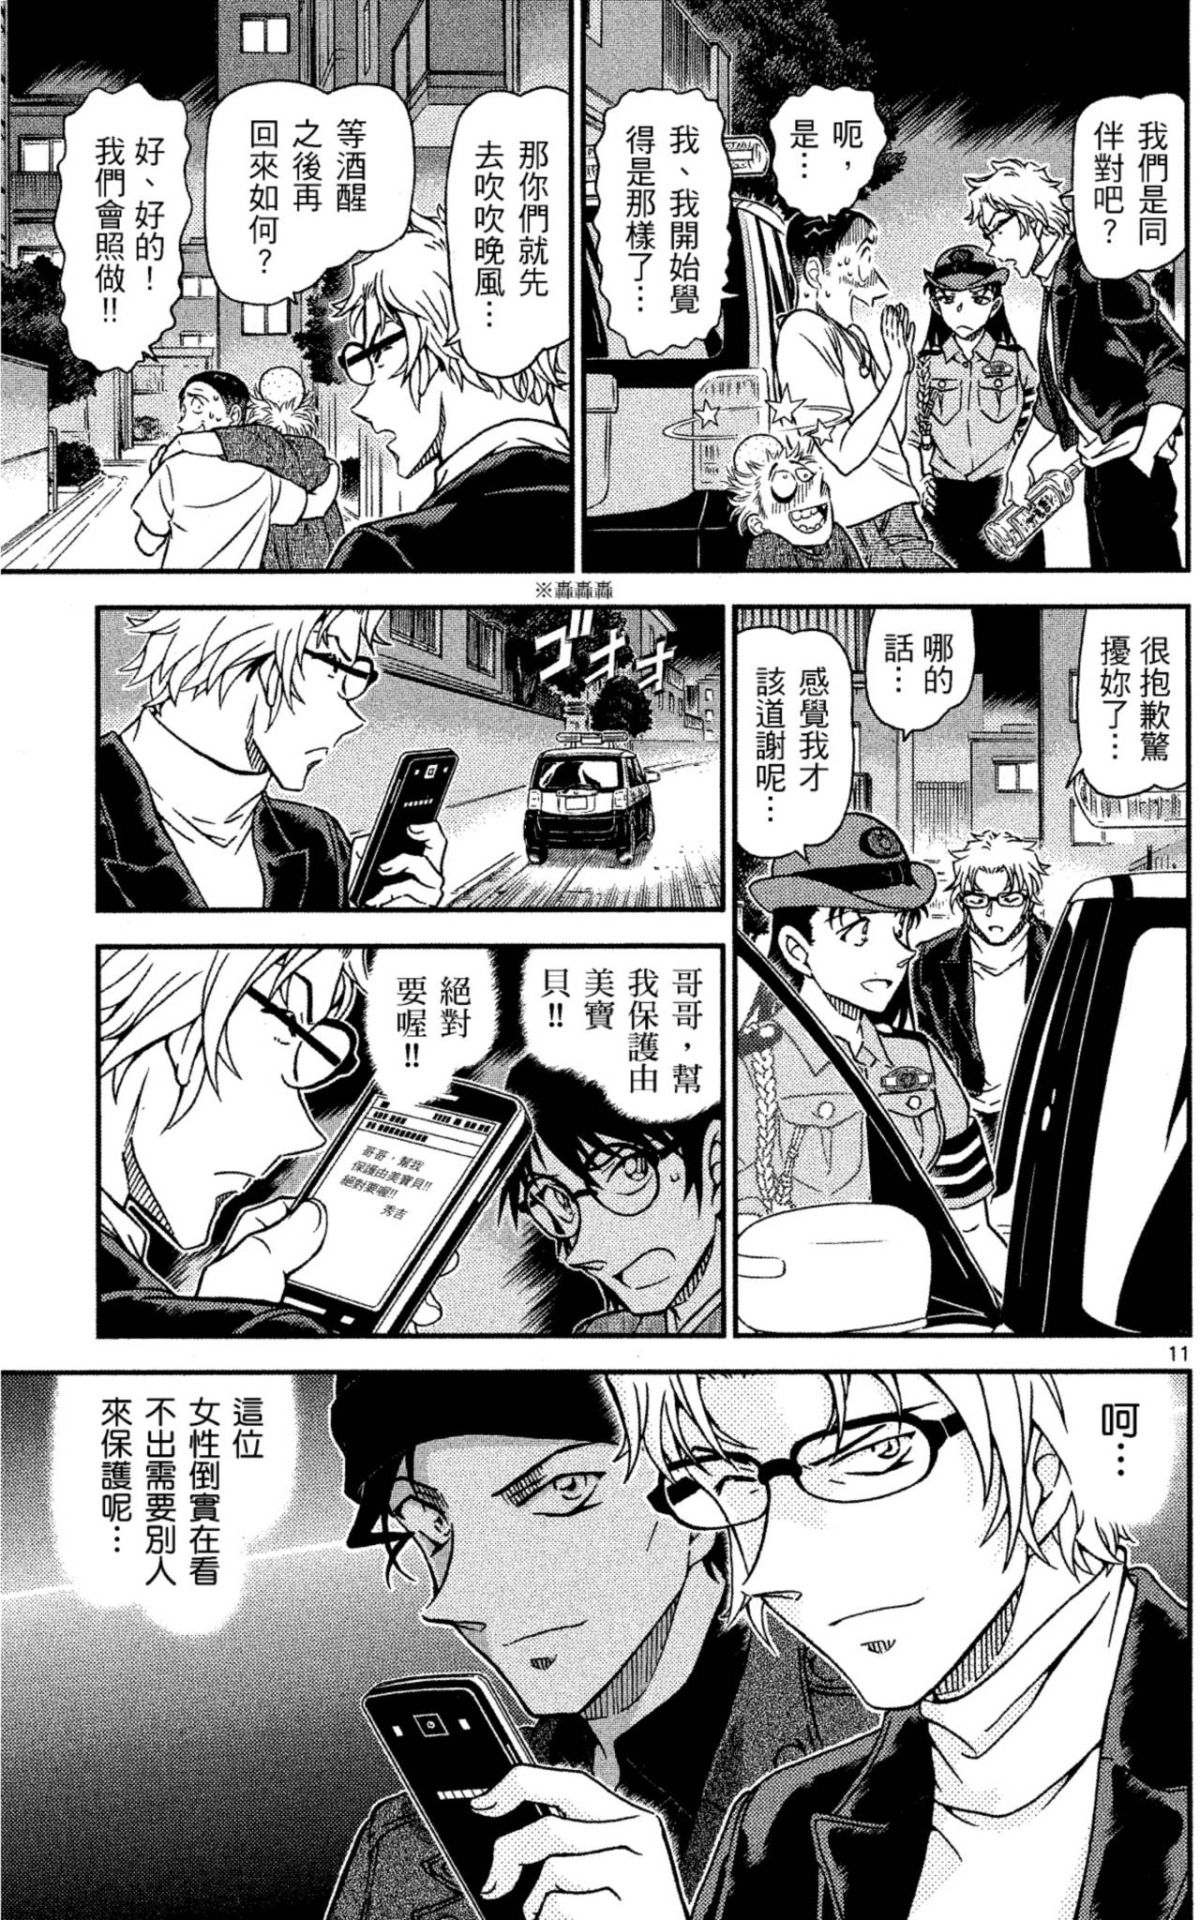 我們是同
伴對吧？
呃，
是…
我、我開始覺
得是那樣了…
那你們就先
去吹吹晚風…
等酒醒
之後再
回來如何？
好、好的！
我們會照做!!
很抱歉驚
擾妳了…
哪的
話…
感覺我才
該道謝呢…
※轟轟轟
ゴオオ
哥哥，幫
我保護由
美寶
貝!!
絕對
要喔!!
哥哥，幫我
保護由美寶貝!!
絕對要喔!!
秀吉
11
呵…
這位
女性倒實在看
不出需要別人
來保護呢…